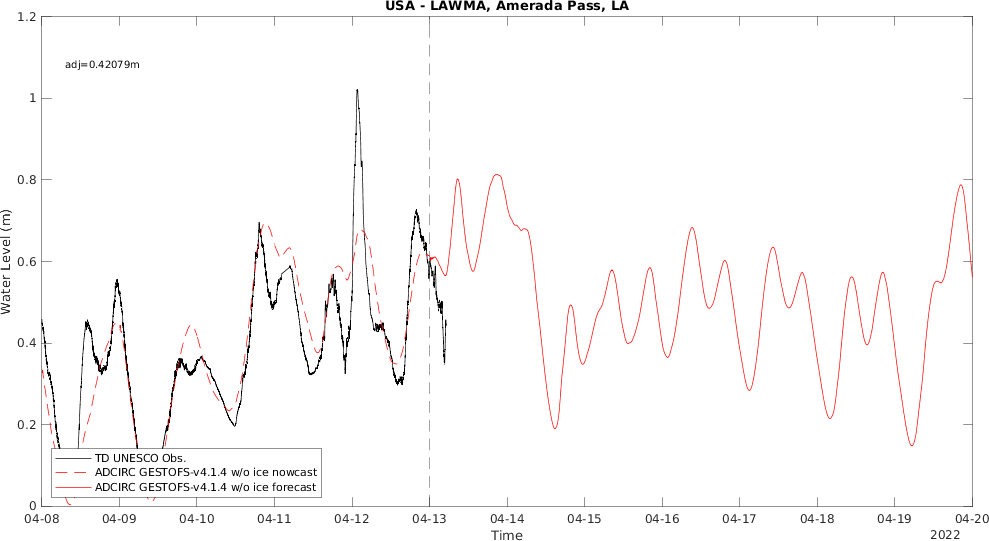 USA - LAWMA, Amerada Pass, LA
adj=0.42079m
Water Level (m)
1.2
1
0.8
0.6
0.4
0.2
0
TD UNESCO Obs.
ADCIRC GESTOFS-v4.1.4 w/o ice nowcast
ADCIRC GESTOFS-v4.1.4 w/o ice forecast
04-08 04-09 04-10 04-11 04-12 04-13 04-14 04-15 04-16 04-17 04-18 04-19 04-20
Time
2022